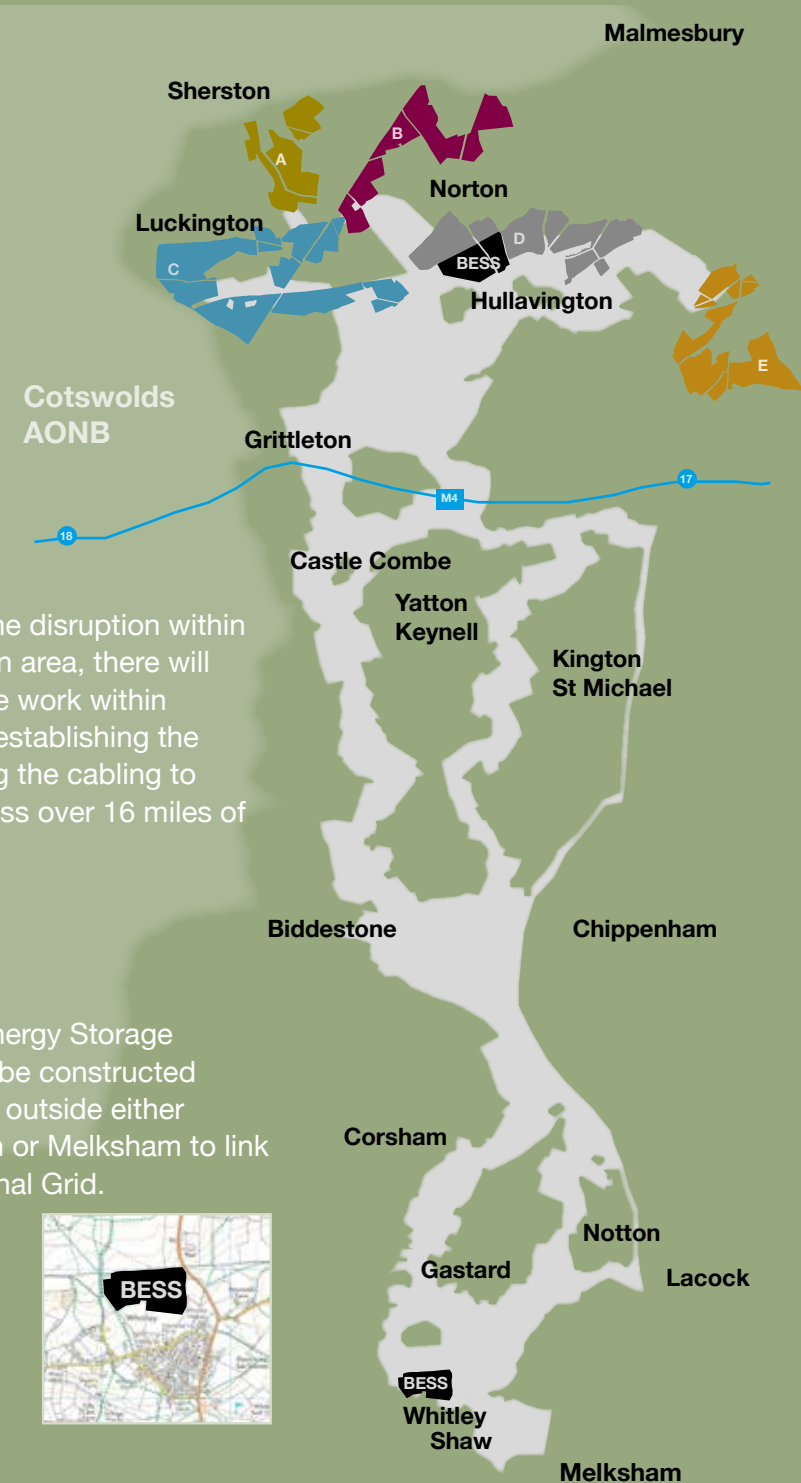 Malmesbury
Sherston
A
B
Norton
Luckington
C
D
BESS
Hullavington
E
Cotswolds
AONB
Grittleton
17
M4
18
Castle Combe
Yatton
Keynell
Kington
St Michael
ne disruption within
n area, there will
e work within
establishing the
g the cabling to
ss over 16 miles of
Biddestone
Chippenham
nergy Storage
be constructed
outside either
n or Melksham to link
nal Grid.
Corsham
Notton
Gastard
Lacock
BESS
Whitley
BESS
Whitley
Shaw
Melksham